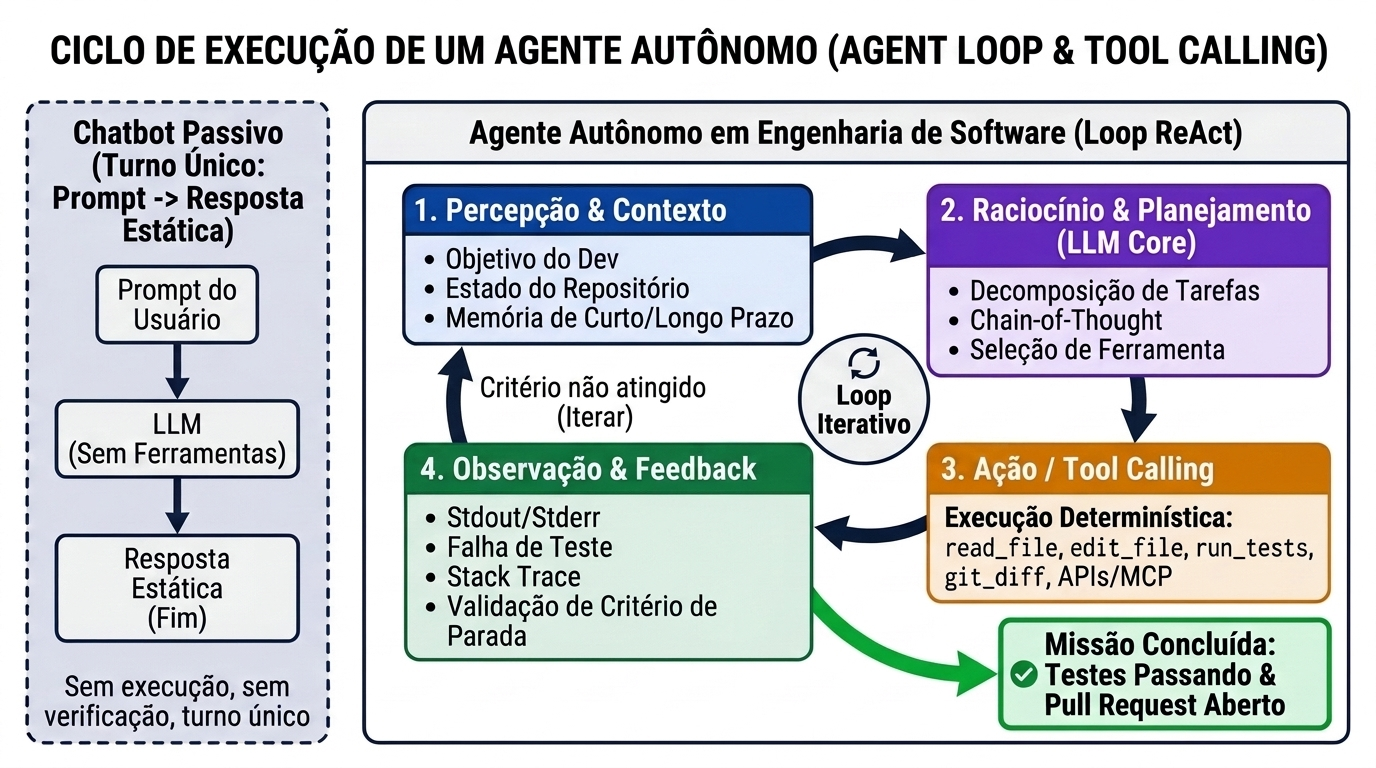 CICLO DE EXECUÇÃO DE UM AGENTE AUTÔNOMO (AGENT LOOP & TOOL CALLING)
Chatbot Passivo
(Turno Único:
Prompt -> Resposta
Estática)
Prompt do
Usuário
LLM
(Sem Ferramentas)
Resposta
Estática
(Fim)
Sem execução, sem
verificação, turno único
Agente Autônomo em Engenharia de Software (Loop ReAct)
1. Percepção & Contexto
• Objetivo do Dev
• Estado do Repositório
• Memória de Curto/Longo Prazo
2. Raciocínio & Planejamento
(LLM Core)
• Decomposição de Tarefas
• Chain-of-Thought
• Seleção de Ferramenta
Loop
Iterativo
3. Ação / Tool Calling
Execução Determinística:
read_file, edit_file, run_tests,
git_diff, APIs/MCP
4. Observação & Feedback
• Stdout/Stderr
• Falha de Teste
• Stack Trace
• Validação de Critério de
Parada
Critério não atingido
(Iterar)
Missão Concluída:
Testes Passando &
Pull Request Aberto